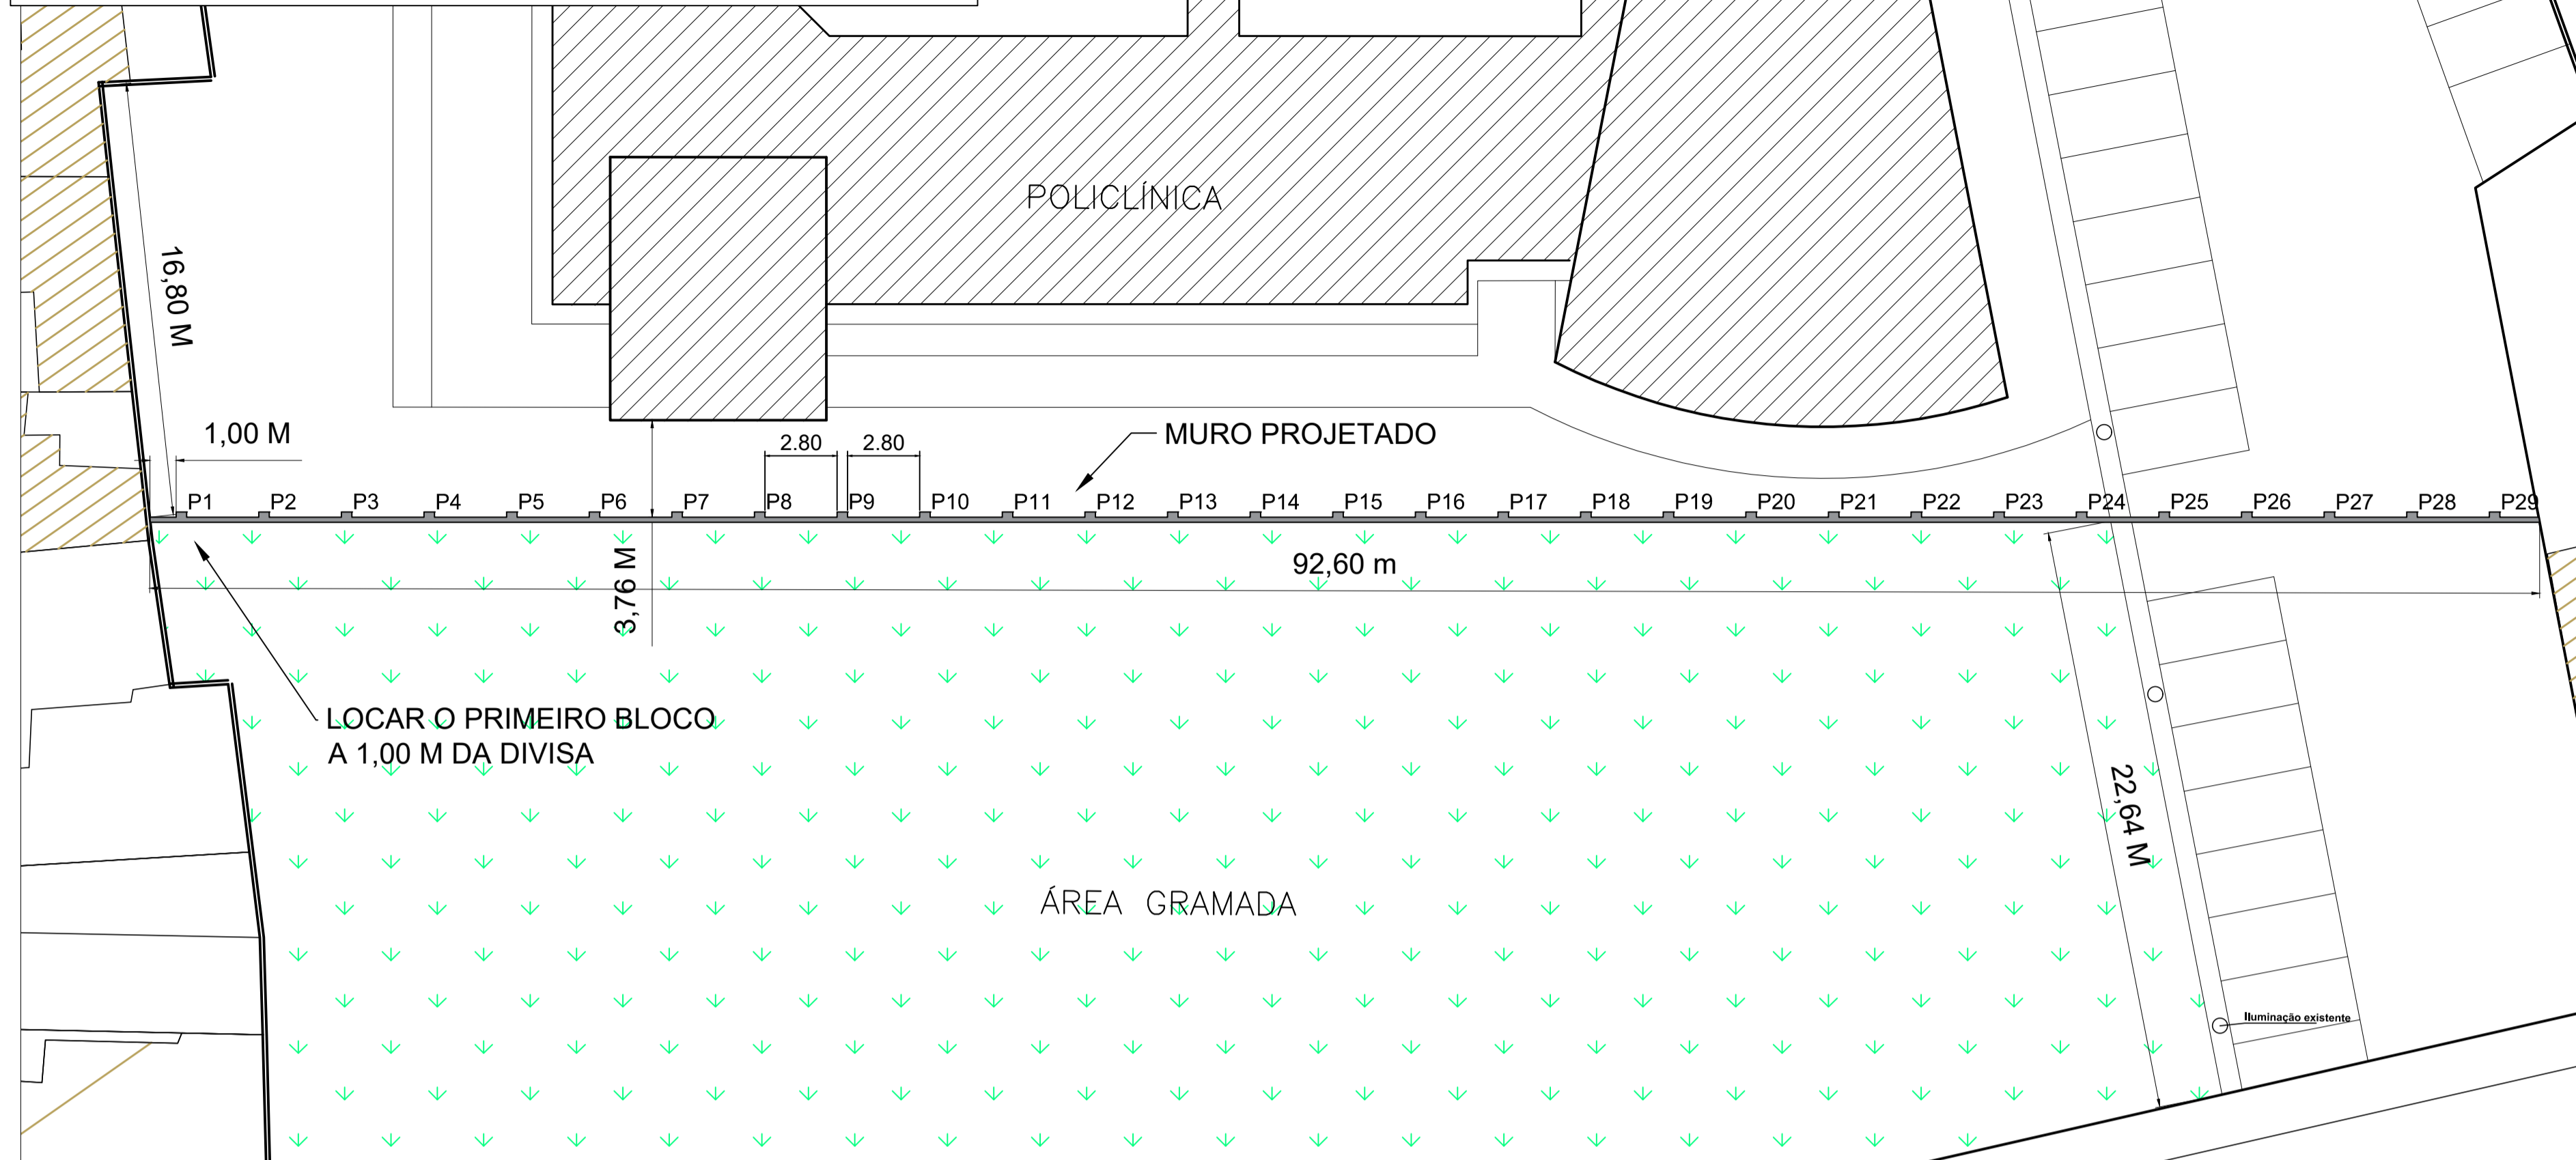 POLICLÍNICA
16,80 M
1,00 M
2.80
2.80
MURO PROJETADO
P1
P2
P3
P4
P5
P6
P7
P8
P9
P10
P11
P12
P13
P14
P15
P16
P17
P18
P19
P20
P21
P22
P23
P24
P25
P26
P27
P28
P29
3,76 M
92,60 m
LOCAR O PRIMEIRO BLOCO
A 1,00 M DA DIVISA
22,64 M
ÁREA GRAMADA
Iluminação existente